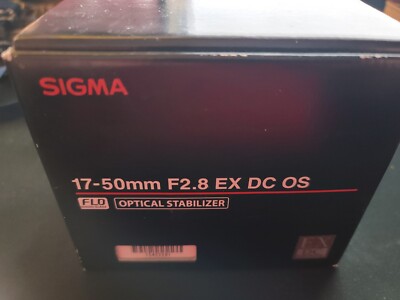 SIGMA
17-50mm F2.8 EX DC OS
FLD OPTICAL STABILIZER